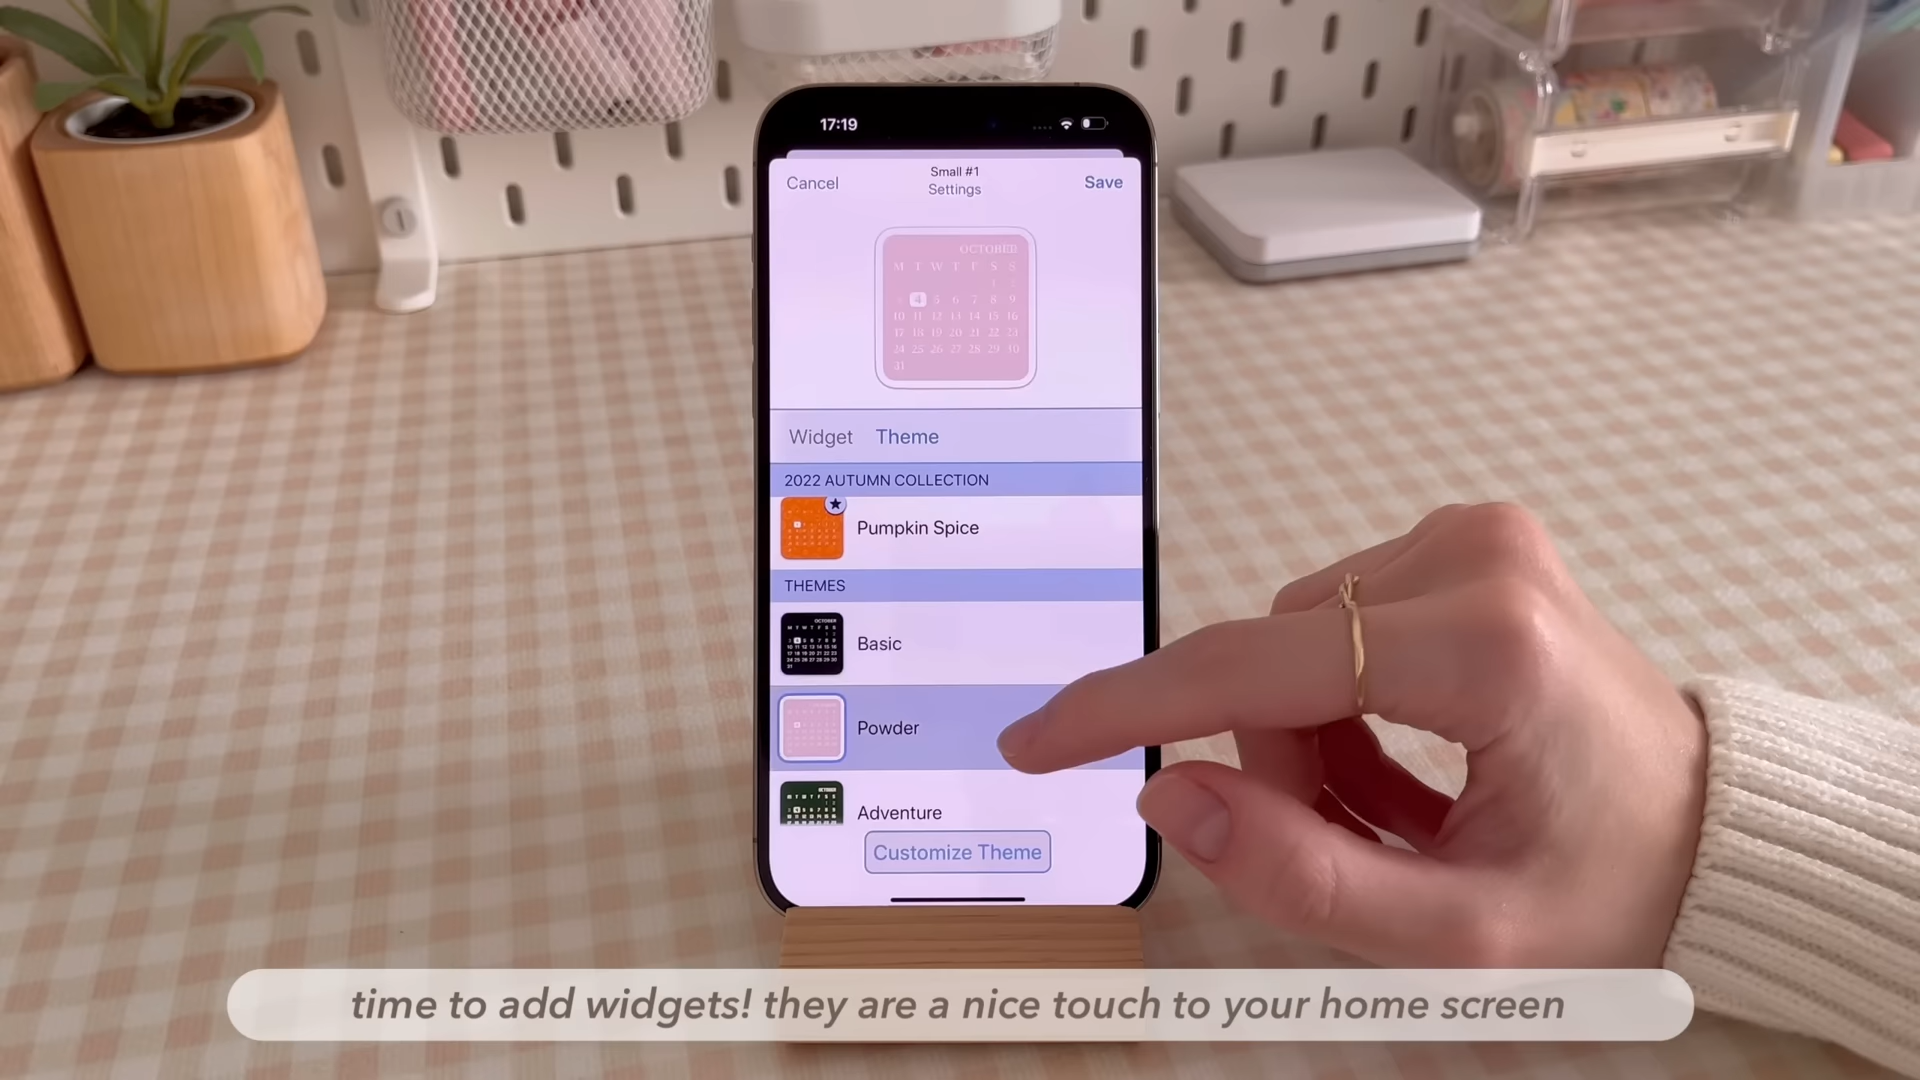 17:19
Small #1
Cancel
Settings
Save
OCTOBER
M T W T F S S
1 2
3 4 5 6 7 8 9
10 11 12 13 14 15 16
17 18 19 20 21 22 23
24 25 26 27 28 29 30
31
Widget Theme
2022 AUTUMN COLLECTION
Pumpkin Spice
THEMES
Basic
Powder
Adventure
Customize Theme
time to add widgets! they are a nice touch to your home screen